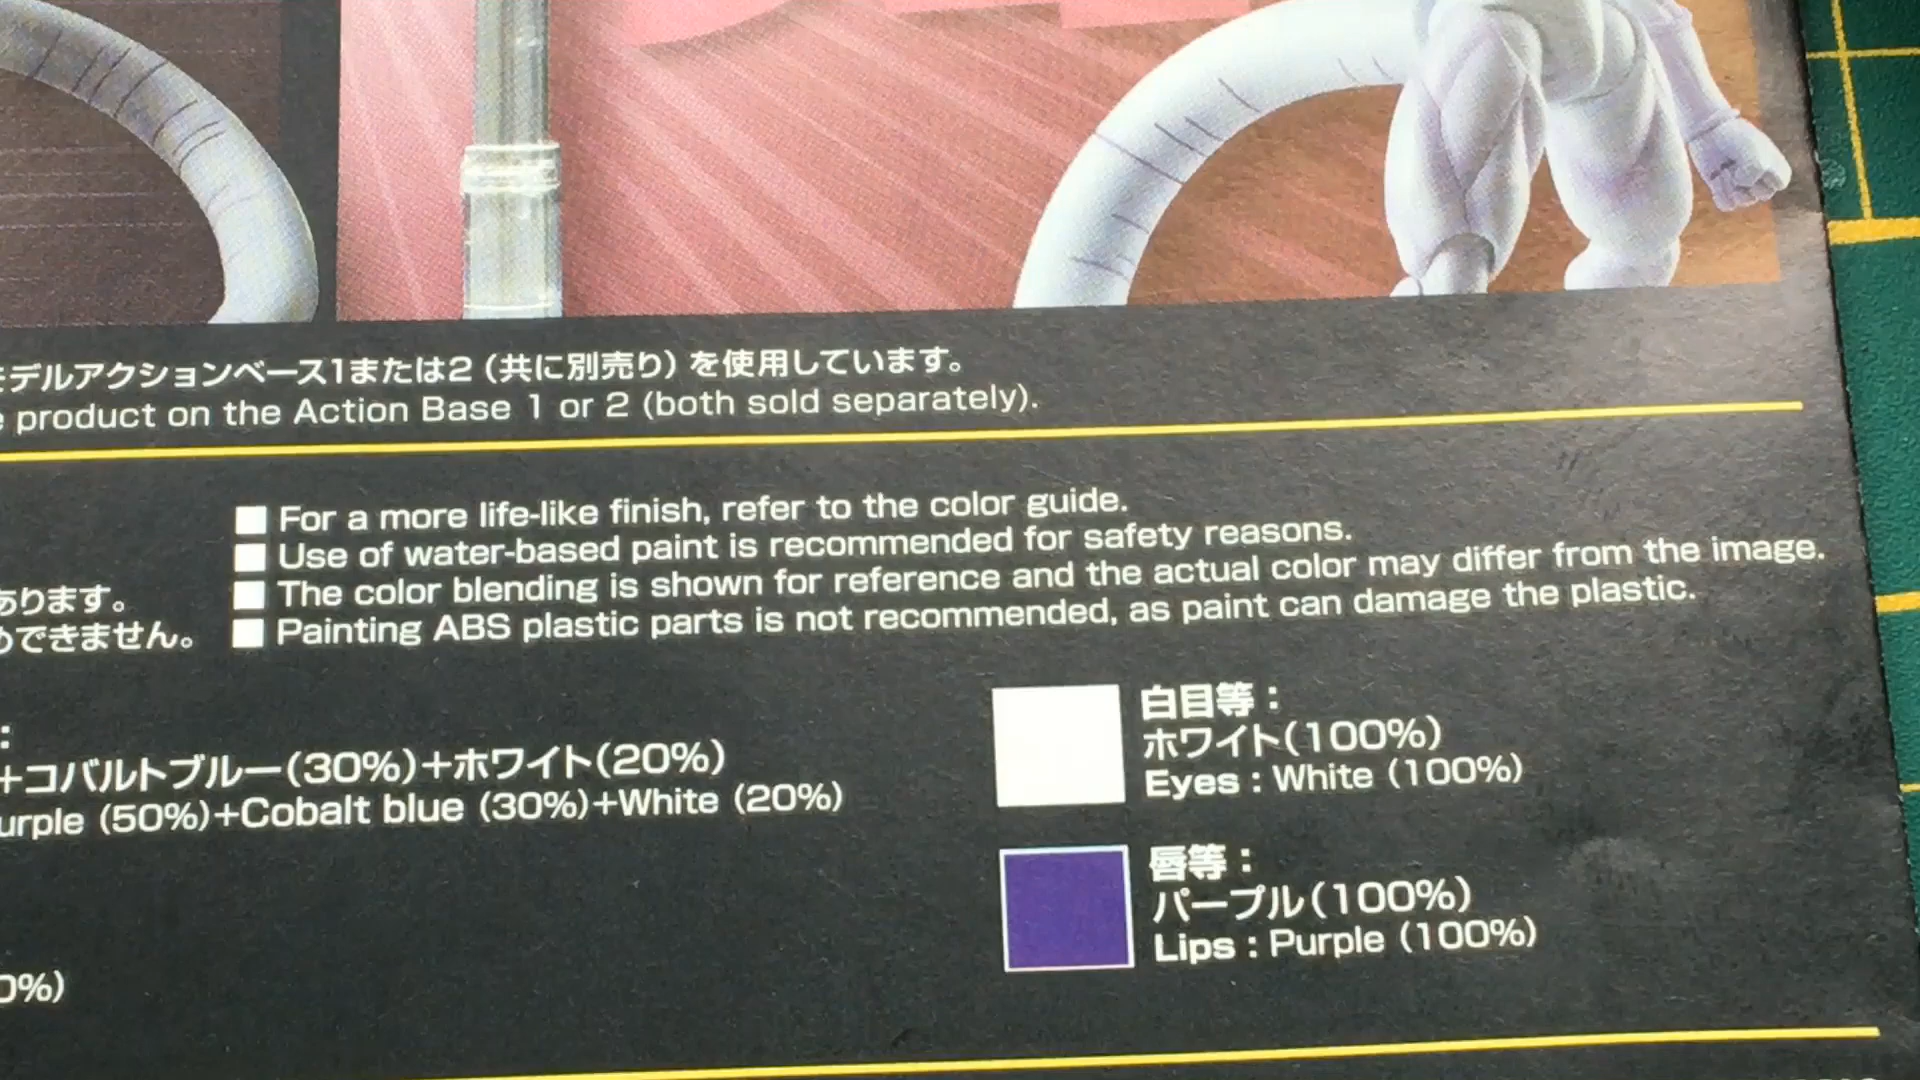 デルアクションベース1または2（共に別売り）を使用しています。
product on the Action Base 1 or 2 (both sold separately).
■ For a more life-like finish, refer to the color guide.
■ Use of water-based paint is recommended for safety reasons.
■ The color blending is shown for reference and the actual color may differ from the image.
■ Painting ABS plastic parts is not recommended, as paint can damage the plastic.
あります。
できません。
:
+コバルトブルー(30%)+ホワイト(20%)
urple (50%)+Cobalt blue (30%)+White (20%)
0%)
白目等：
ホワイト(100%)
Eyes : White (100%)
唇等：
パープル(100%)
Lips : Purple (100%)